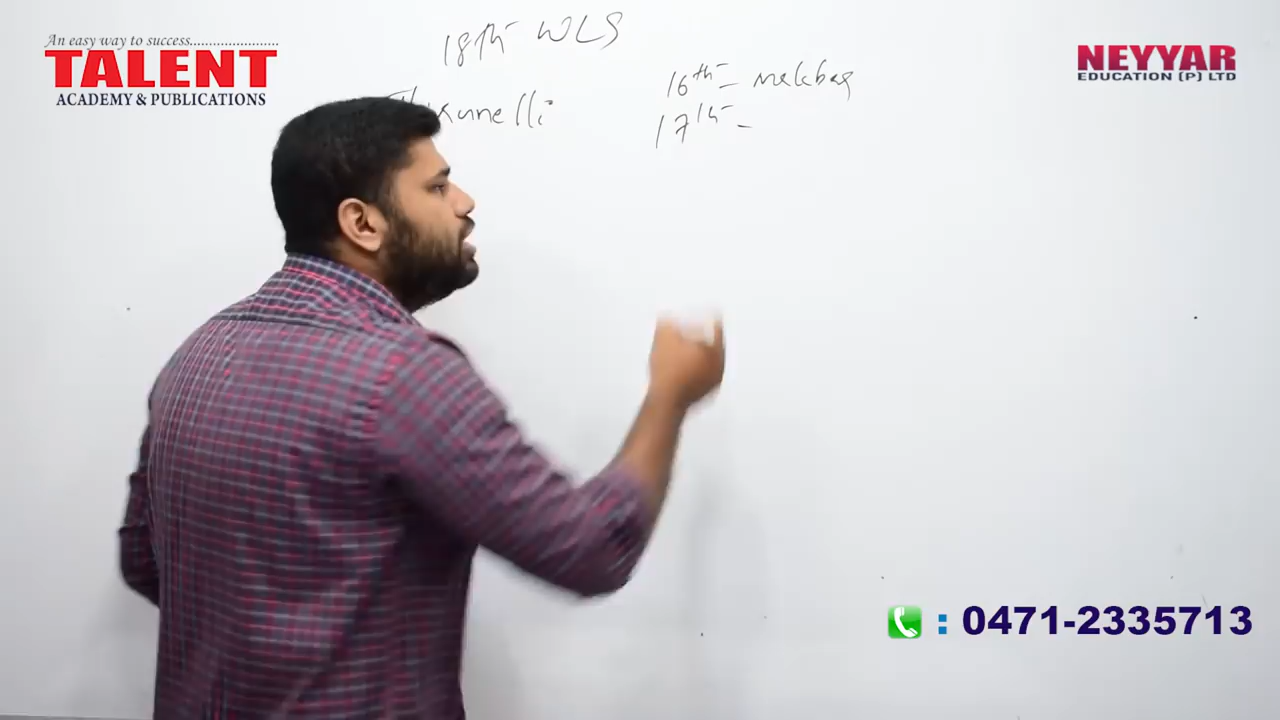 An easy way to success.......................
TALENT
ACADEMY & PUBLICATIONS
NEYYAR
EDUCATION (P) LTD
18th WLS
16th - malabar
17th -
: 0471-2335713